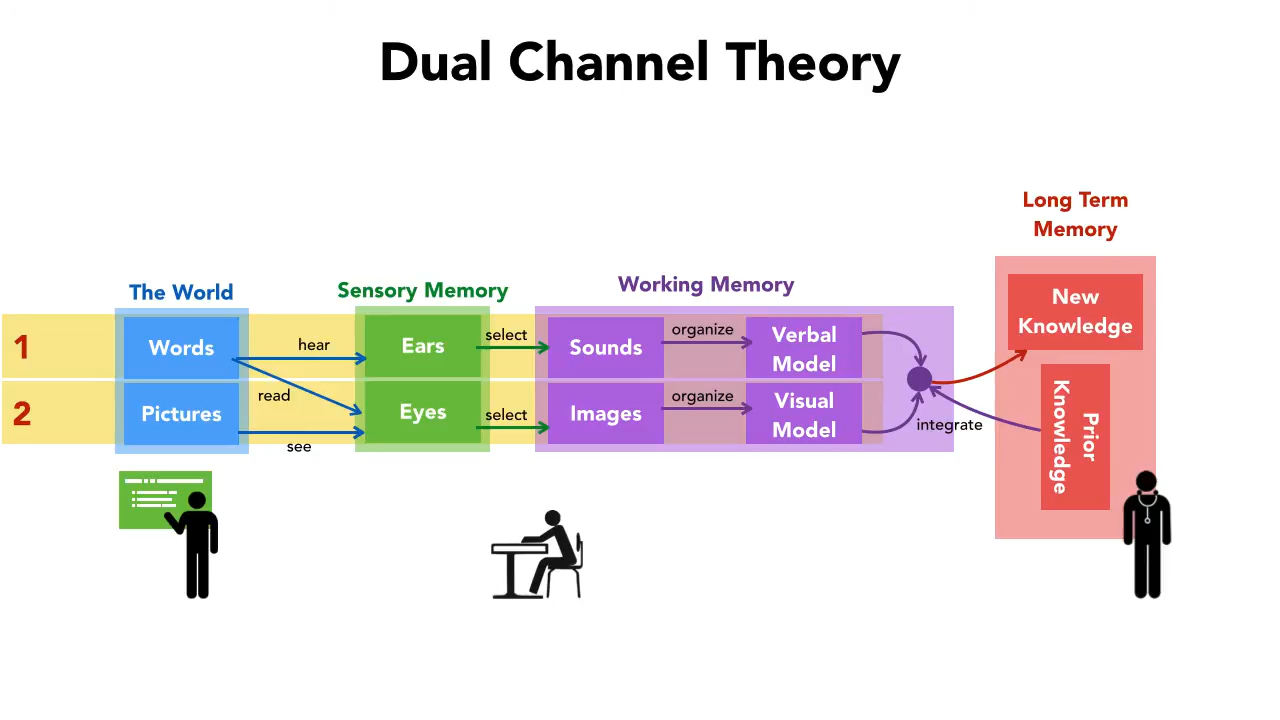 Dual Channel Theory
Long Term
Memory
The World
Sensory Memory
Working Memory
New
Knowledge
1
Words
hear
Ears
select
Sounds
organize
Verbal
Model
2
Pictures
read
see
Eyes
select
Images
organize
Visual
Model
integrate
Prior
Knowledge